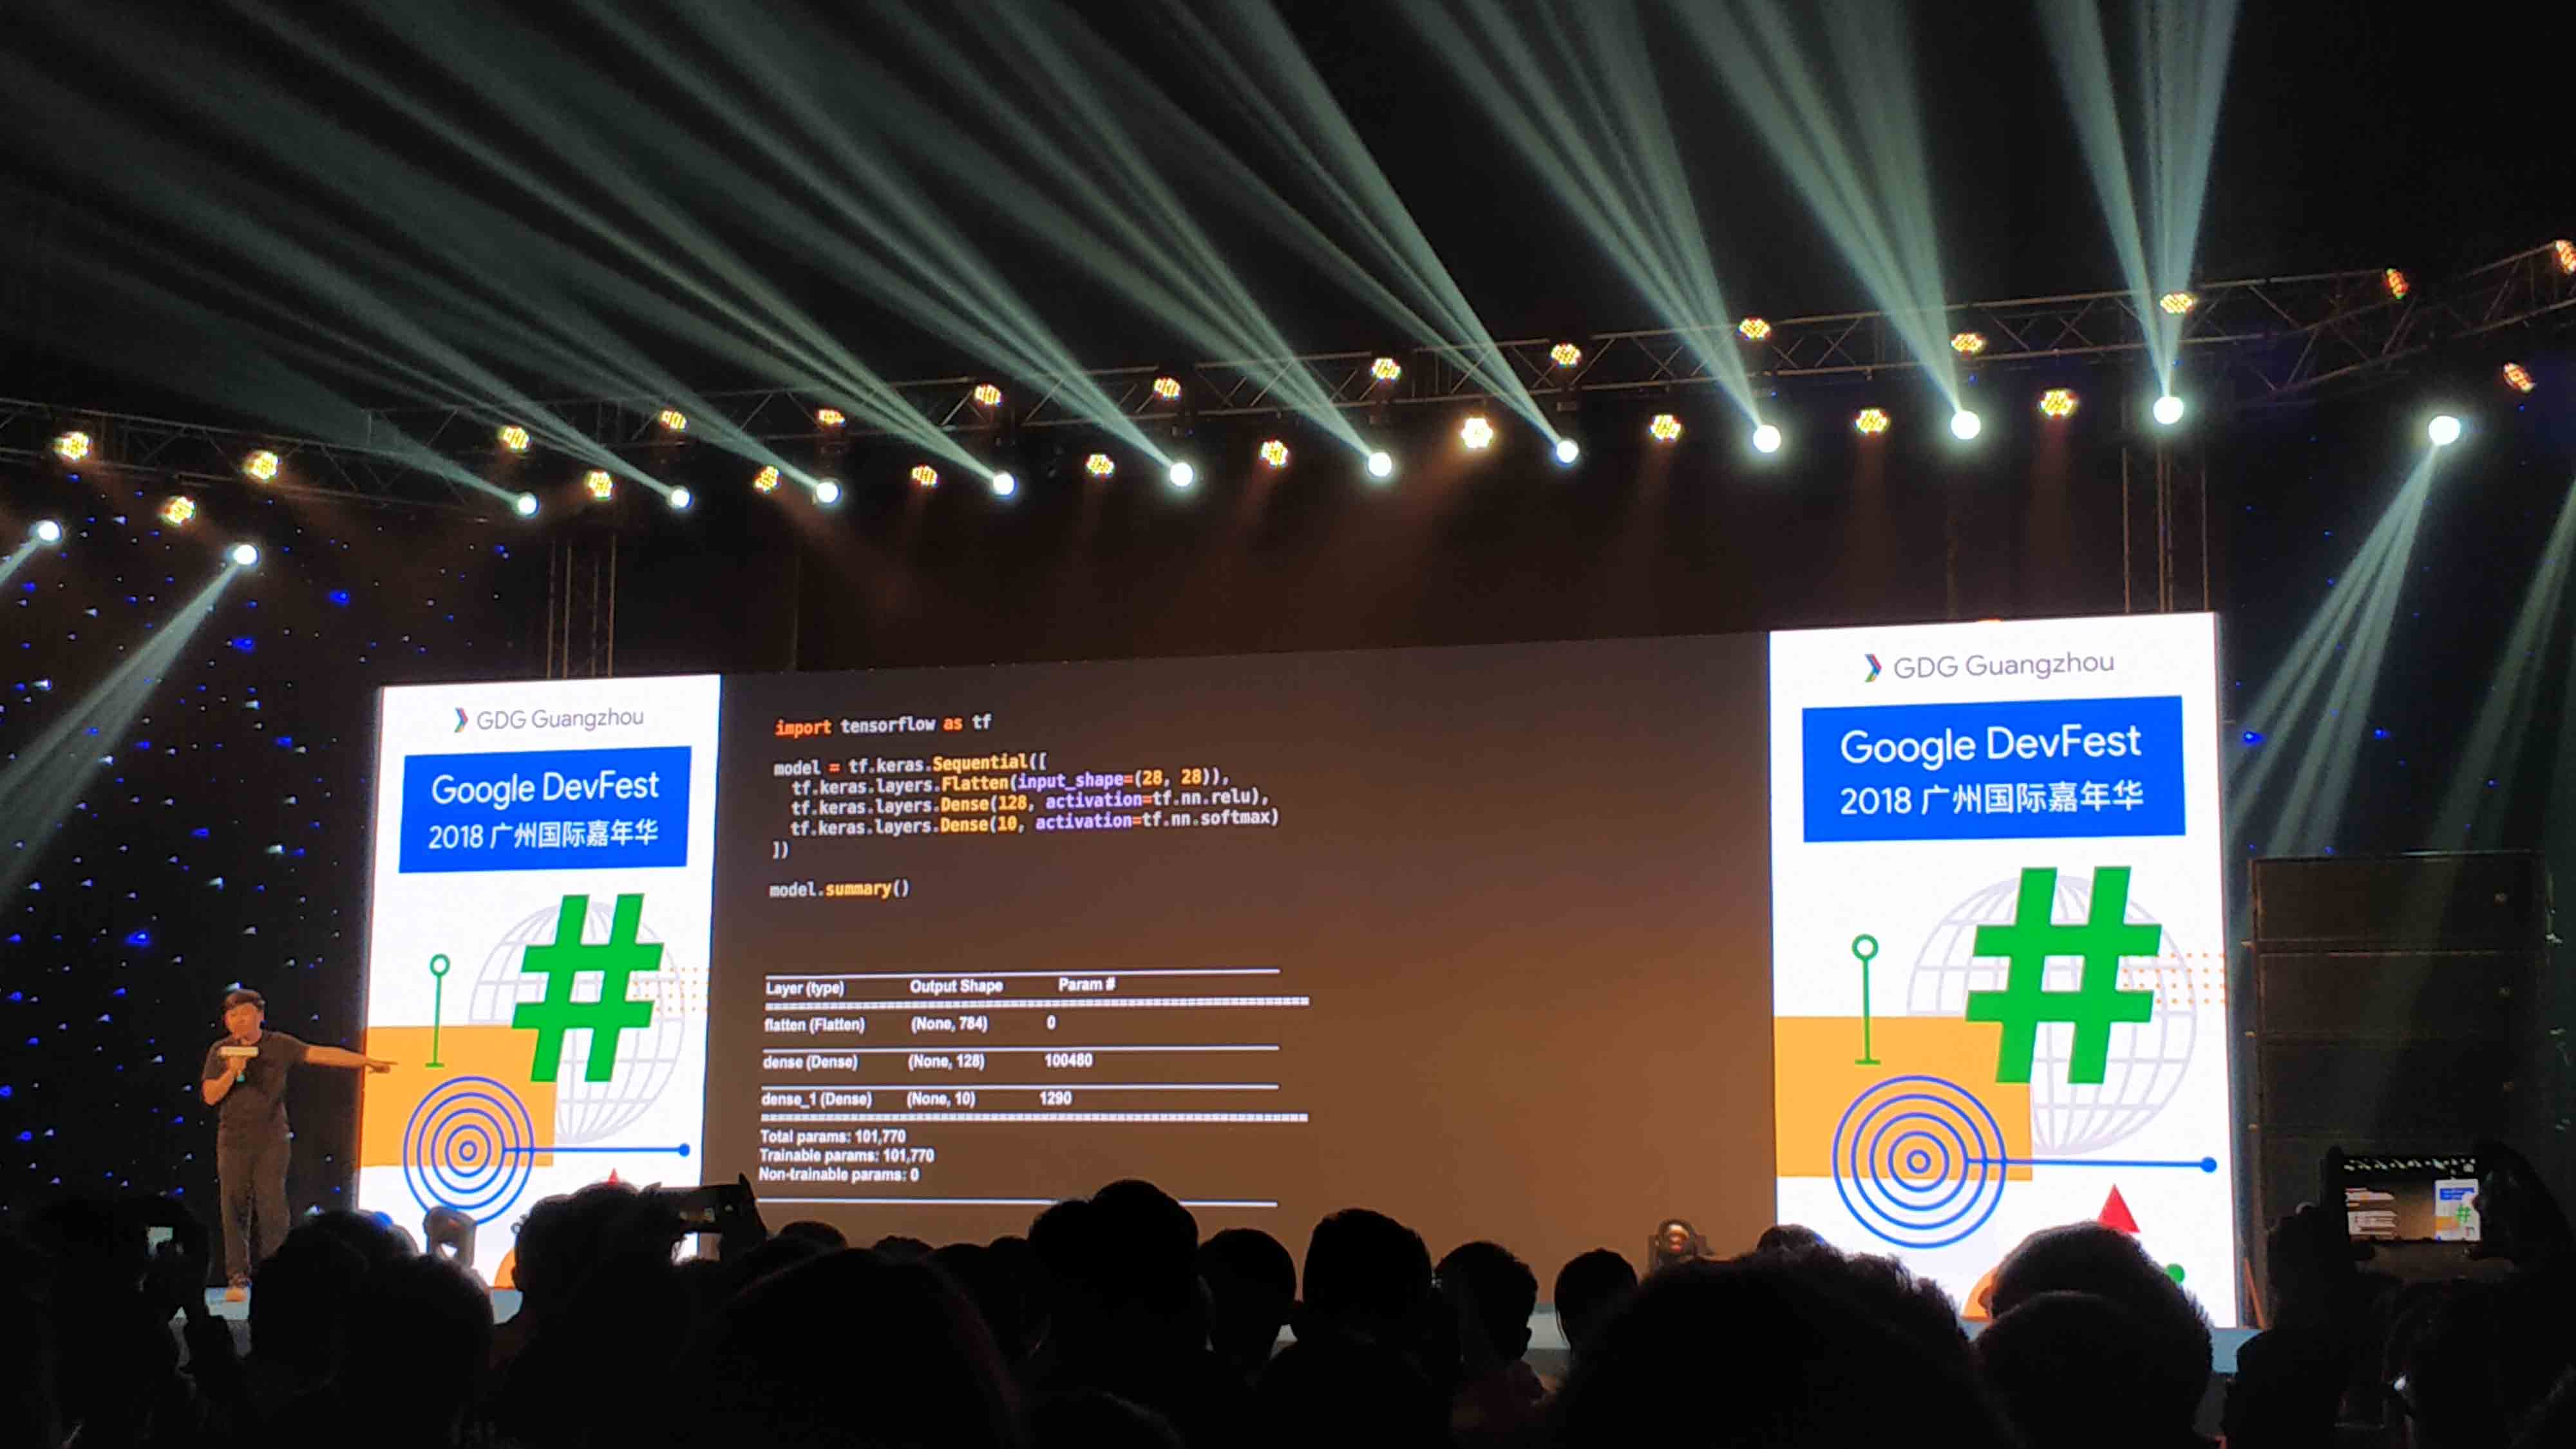 GDG Guangzhou
Google DevFest
2018 广州国际嘉年华
import tensorflow as tf
model = tf.keras.Sequential([
tf.keras.layers.Flatten(input_shape=(28, 28)),
tf.keras.layers.Dense(128, activation=tf.nn.relu),
tf.keras.layers.Dense(10, activation=tf.nn.softmax)
])
model.summary()
Layer (type) Output Shape Param #
flatten (Flatten) (None, 784) 0
dense (Dense) (None, 128) 100480
dense_1 (Dense) (None, 10) 1290
Total params: 101,770
Trainable params: 101,770
Non-trainable params: 0
GDG Guangzhou
Google DevFest
2018 广州国际嘉年华